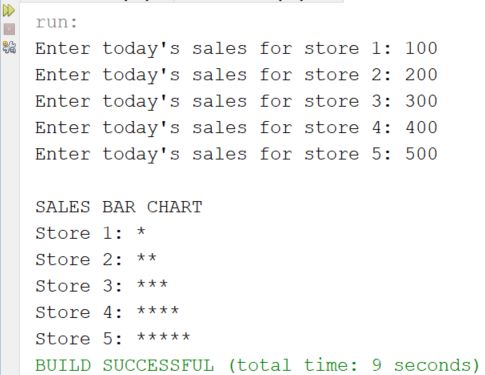 run:
Enter today's sales for store 1: 100
Enter today's sales for store 2: 200
Enter today's sales for store 3: 300
Enter today's sales for store 4: 400
Enter today's sales for store 5: 500
SALES BAR CHART
Store 1: *
Store 2: **
Store 3: ***
Store 4: ****
Store 5: *****
BUILD SUCCESSFUL (total time: 9 seconds)